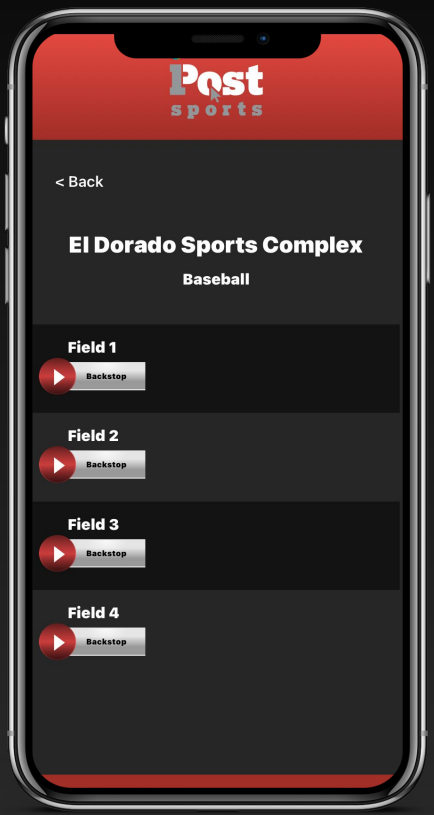 Post
sports
< Back
El Dorado Sports Complex
Baseball
Field 1
Backstop
Field 2
Backstop
Field 3
Backstop
Field 4
Backstop